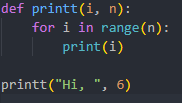 def printt(i, n):
    for i in range(n):
        print(i)
printt("Hi, ", 6)